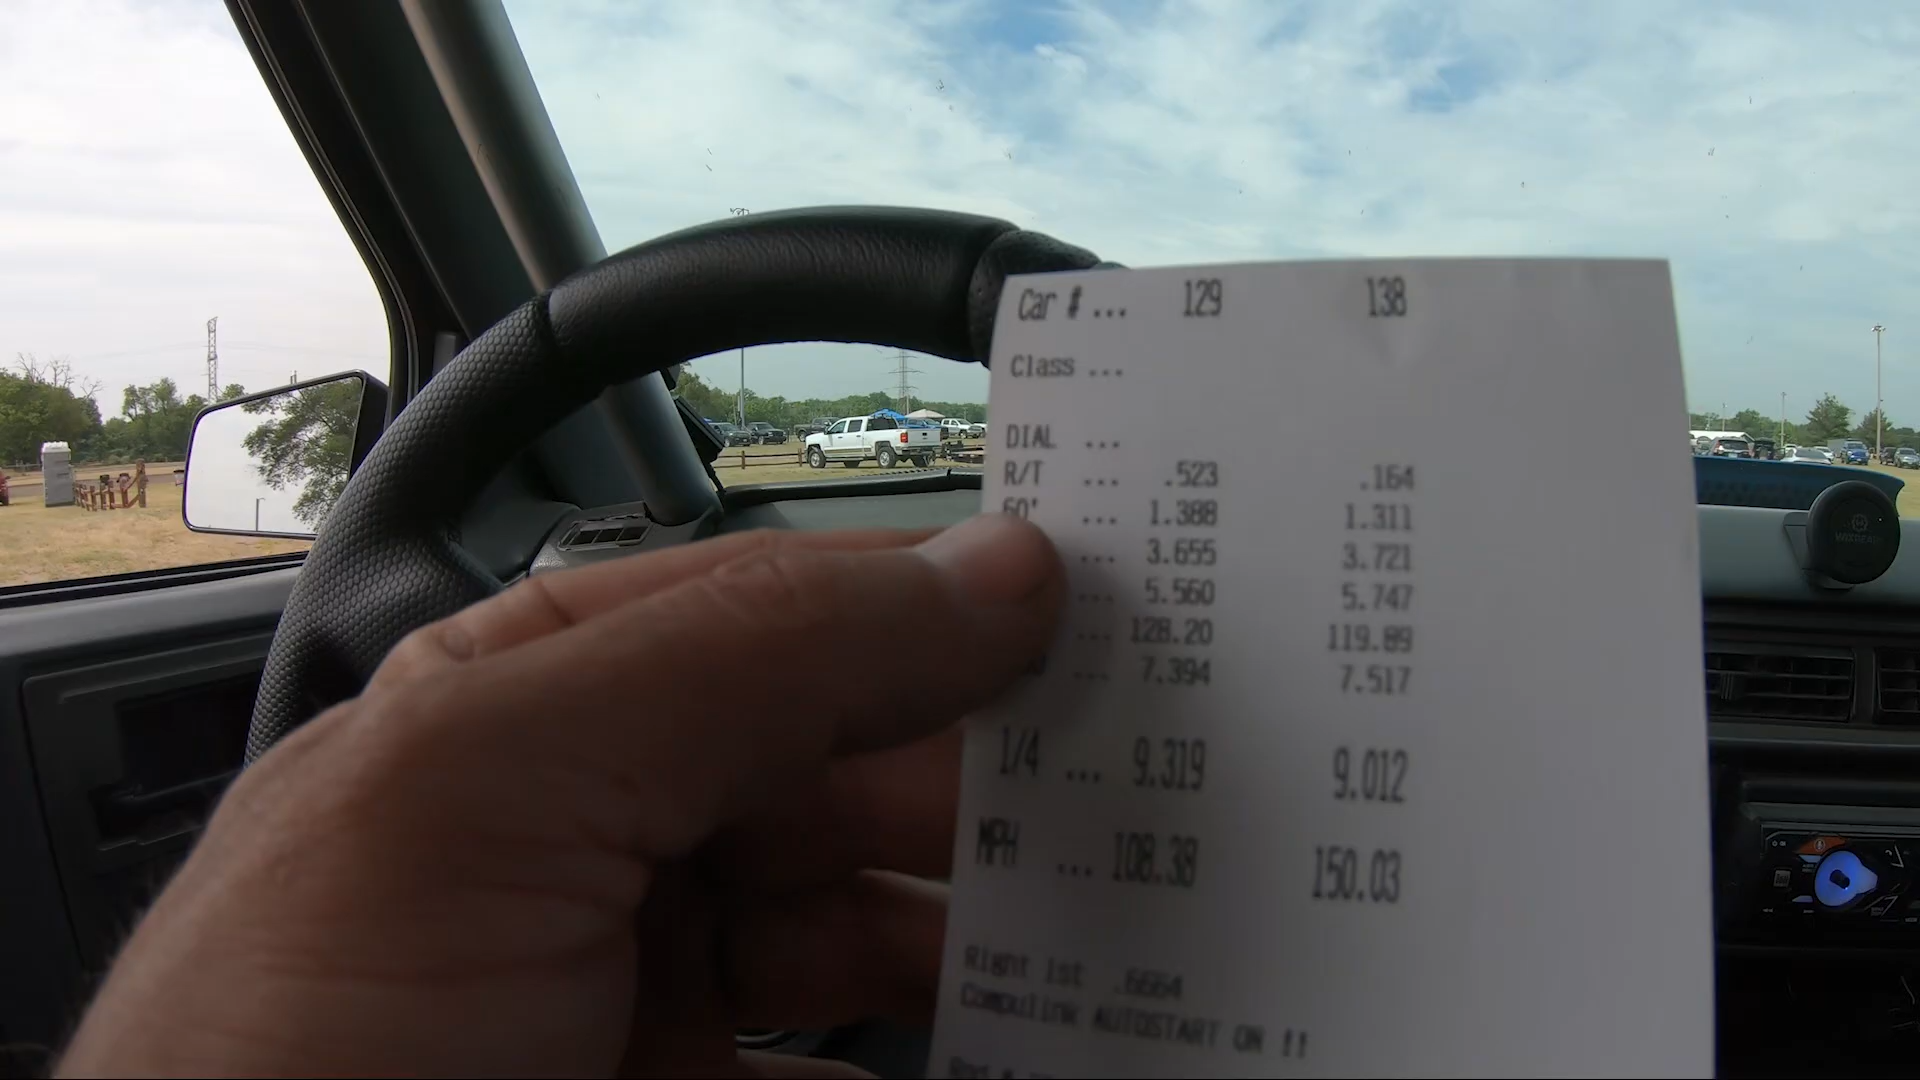 Car # ... 129 138
Class ...
DIAL ...
R/T ... .523 .164
60' ... 1.388 1.311
... 3.655 3.721
... 5.560 5.747
... 128.20 119.89
... 7.394 7.517
1/4 ... 9.319 9.012
MPH ... 108.38 150.03
Right 1st .6664
Compulink AUTOSTART ON !!